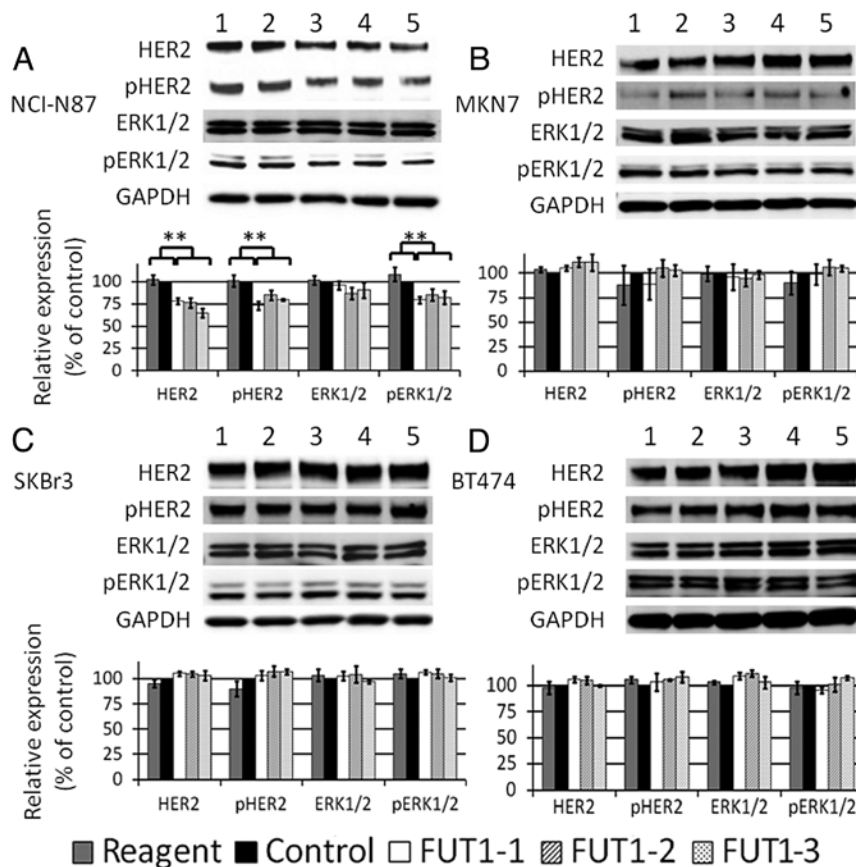 A
NCI-N87
1 2 3 4 5
HER2
pHER2
ERK1/2
pERK1/2
GAPDH
Relative expression
(% of control)
** ** **
100
75
50
25
0
HER2 pHER2 ERK1/2 pERK1/2
B
MKN7
1 2 3 4 5
HER2
pHER2
ERK1/2
pERK1/2
GAPDH
100
75
50
25
0
HER2 pHER2 ERK1/2 pERK1/2
C
SKBr3
1 2 3 4 5
HER2
pHER2
ERK1/2
pERK1/2
GAPDH
Relative expression
(% of control)
100
75
50
25
0
HER2 pHER2 ERK1/2 pERK1/2
D
BT474
1 2 3 4 5
HER2
pHER2
ERK1/2
pERK1/2
GAPDH
100
75
50
25
0
HER2 pHER2 ERK1/2 pERK1/2
Reagent Control FUT1-1 FUT1-2 FUT1-3